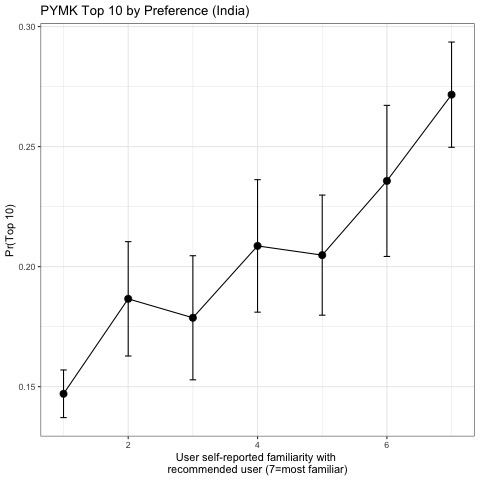 PYMK Top 10 by Preference (India)
0.30
0.25
0.20
0.15
Pr(Top 10)
2
4
6
User self-reported familiarity with
recommended user (7=most familiar)